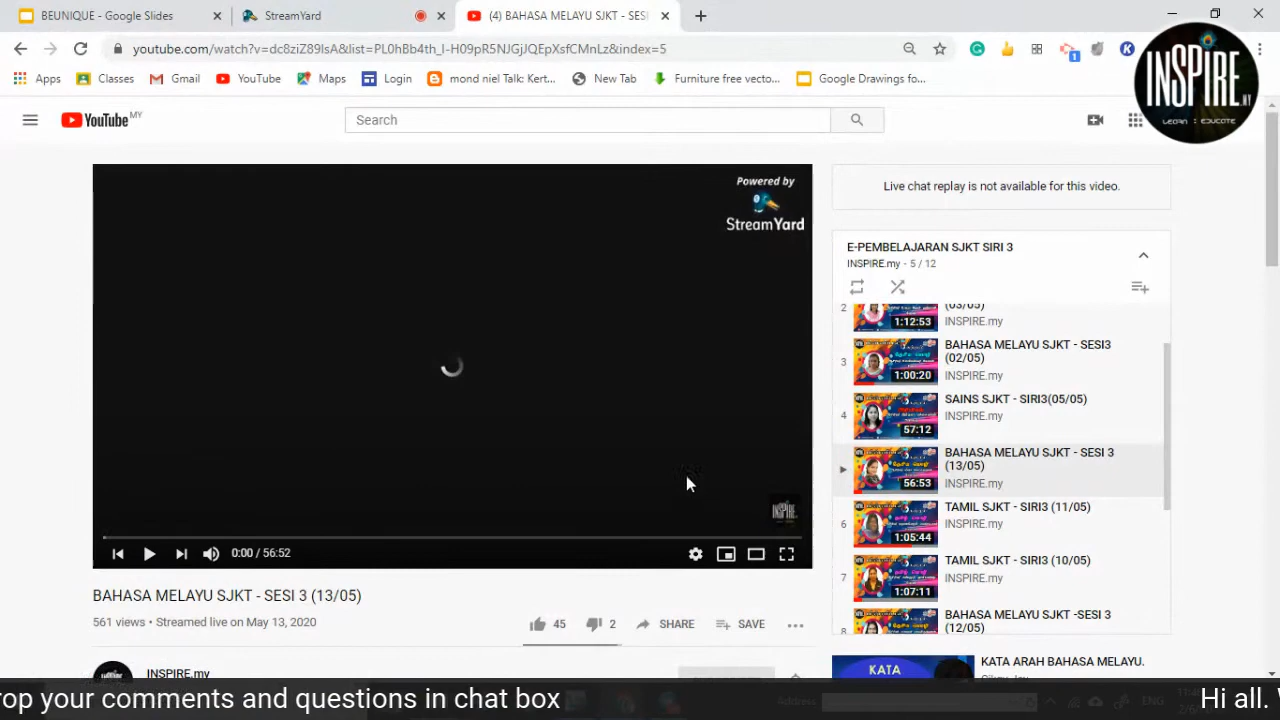 BEUNIQUE - Google Slides
StreamYard
(4) BAHASA MELAYU SJKT - SES
youtube.com/watch?v=dc8ziZ89IsA&list=PL0hBb4th_I-H09pR5NUGjJQEpXsfCMnLz&index=5
Apps
Classes
Gmail
YouTube
Maps
Login
Brond niel Talk: Kert...
New Tab
Furniture free vecto...
Google Drawings fo...
INSPIRE.MY
LEARN : EDUCATE
YouTube MY
Search
Live chat replay is not available for this video.
Powered by
StreamYard
INSPIRE
E-PEMBELAJARAN SJKT SIRI 3
INSPIRE.my - 5 / 12
2
(03/05)
1:12:53
INSPIRE.my
3
BAHASA MELAYU SJKT - SESI3
(02/05)
1:00:20
INSPIRE.my
4
SAINS SJKT - SIRI3(05/05)
INSPIRE.my
57:12
BAHASA MELAYU SJKT - SESI 3
(13/05)
56:53
INSPIRE.my
6
TAMIL SJKT - SIRI3 (11/05)
INSPIRE.my
1:05:44
7
TAMIL SJKT - SIRI3 (10/05)
INSPIRE.my
1:07:11
8
BAHASA MELAYU SJKT -SESI 3
(12/05)
0:00 / 56:52
BAHASA MELAYU SJKT - SESI 3 (13/05)
561 views • Streamed live on May 13, 2020
45
2
SHARE
SAVE
INSPIRE.my
KATA
KATA ARAH BAHASA MELAYU.
rop your comments and questions in chat box
Hi all.
Address
ENG